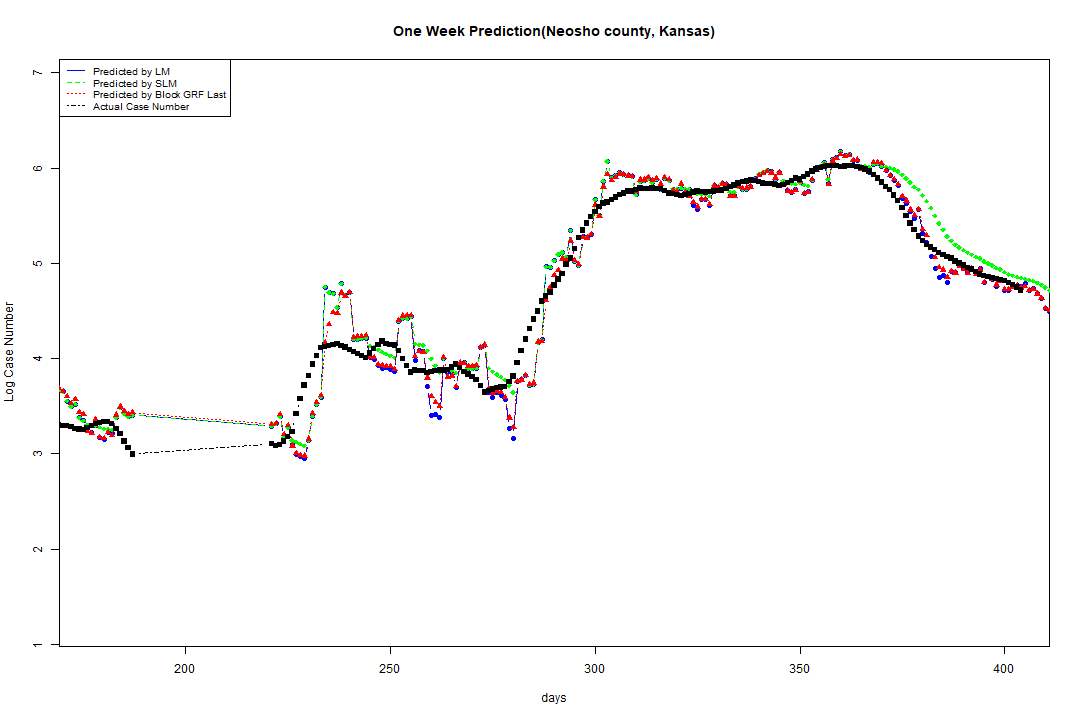 One Week Prediction(Neosho county, Kansas)
Predicted by LM
Predicted by SLM
Predicted by Block GRF Last
Actual Case Number
7
6
5
4
3
2
1
Log Case Number
200 250 300 350 400
days